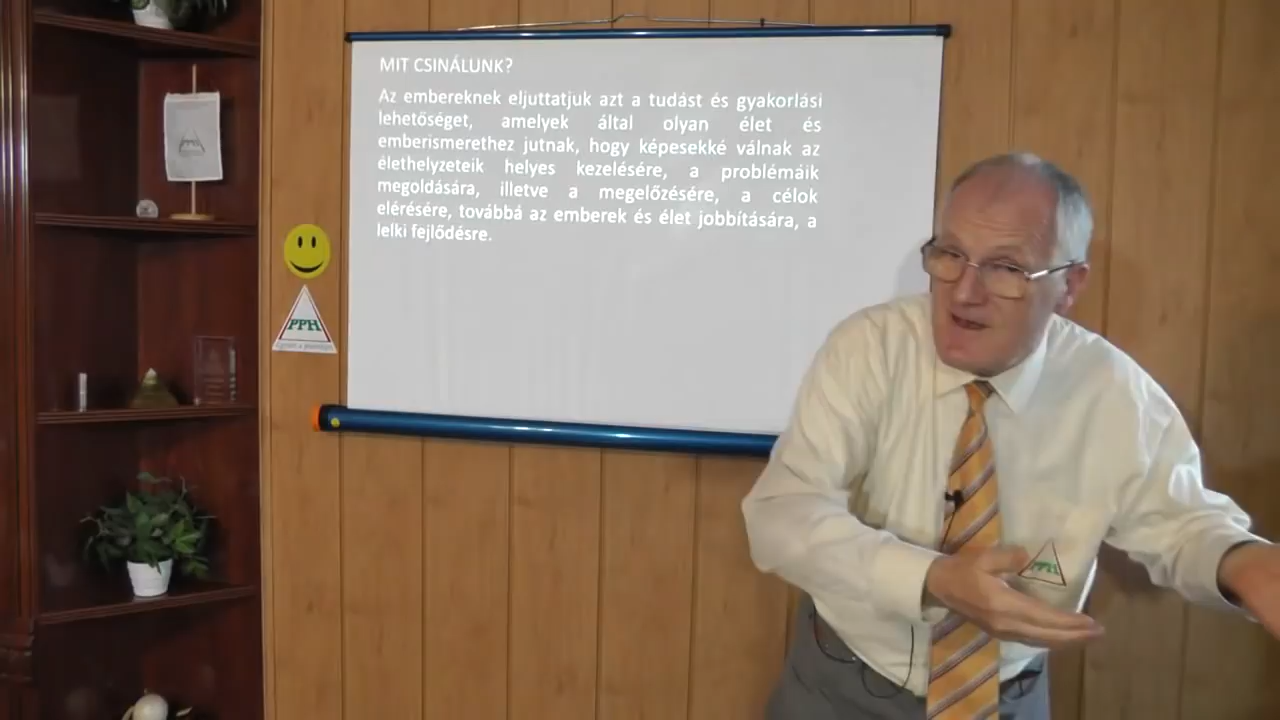 MIT CSINÁLUNK?
Az embereknek eljuttatjuk azt a tudást és gyakorlási
lehetőséget, amelyek által olyan élet és
emberismerethez jutnak, hogy képesekké válnak az
élethelyzeteik helyes kezelésére, a problémáik
megoldására, illetve a megelőzésére, a célok
elérésére, továbbá az emberek és élet jobbítására, a
lelki fejlődésre.
PPH
PPH